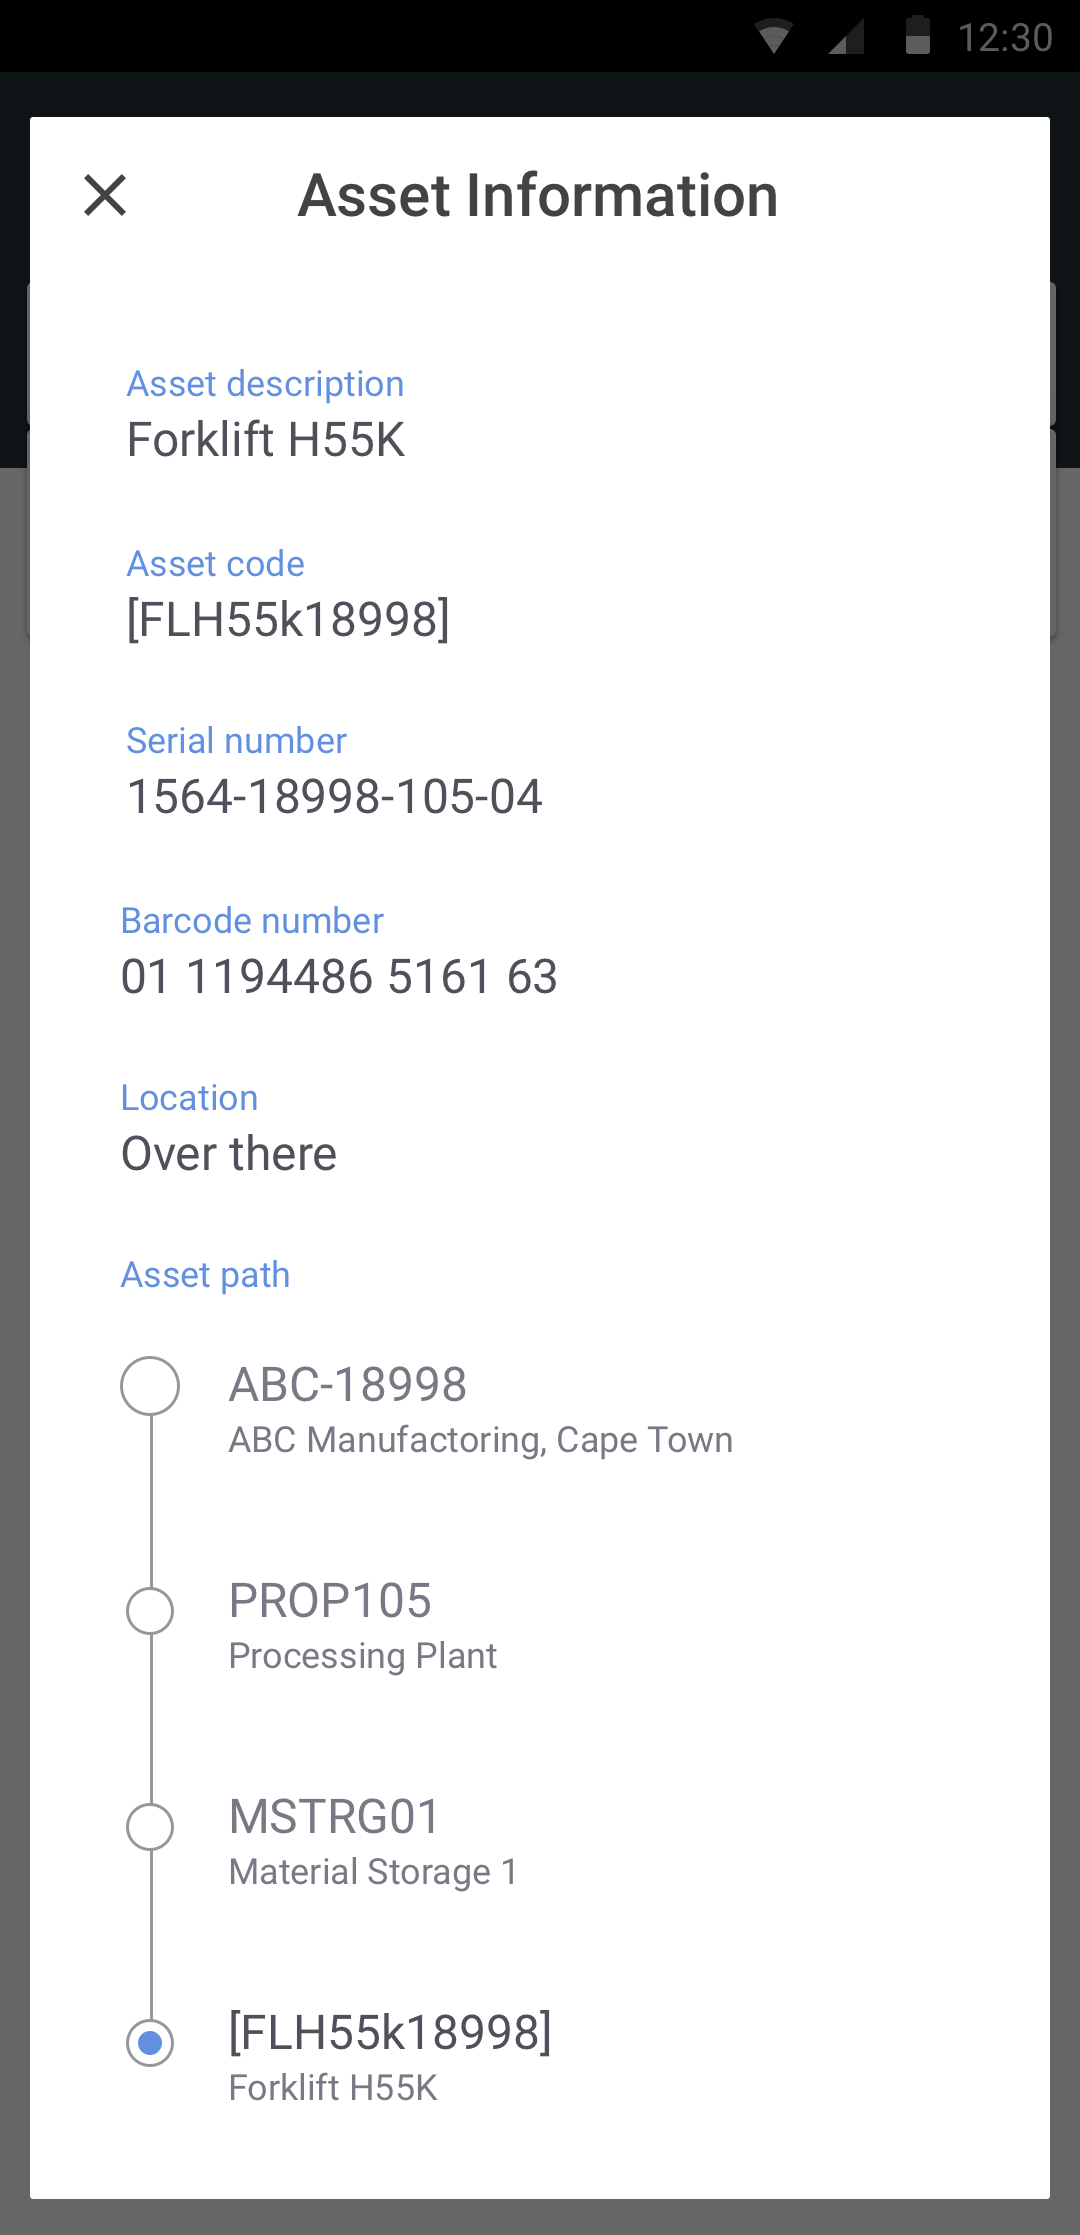 12:30
Asset Information
Asset description
Forklift H55K
Asset code
[FLH55k18998]
Serial number
1564-18998-105-04
Barcode number
01 1194486 5161 63
Location
Over there
Asset path
ABC-18998
ABC Manufactoring, Cape Town
PROP105
Processing Plant
MSTRG01
Material Storage 1
[FLH55k18998]
Forklift H55K